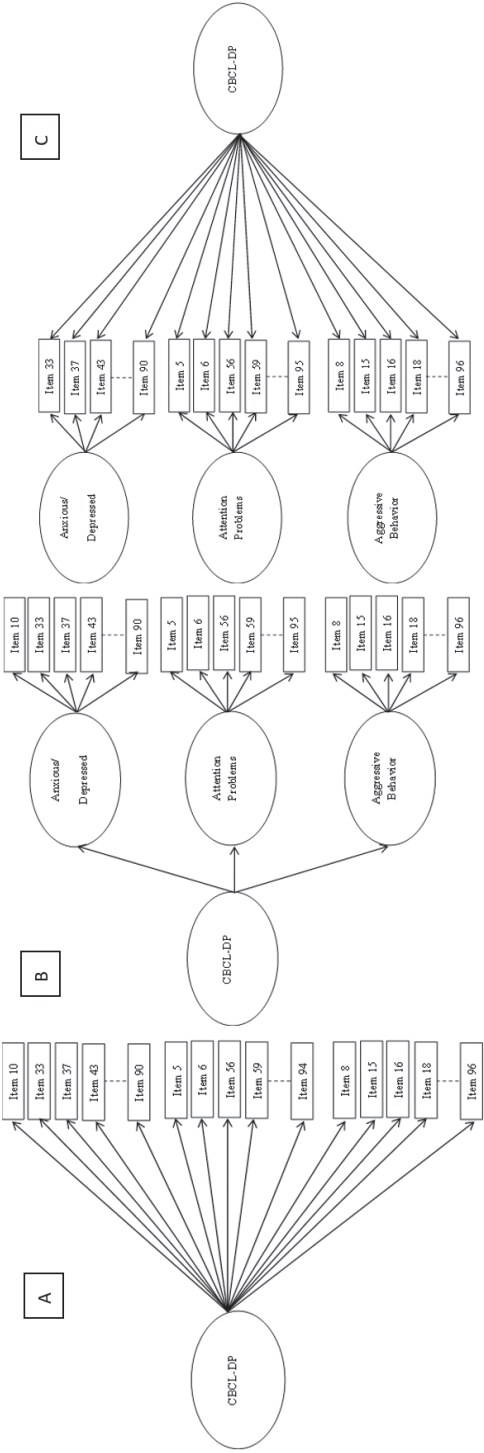 A
CBCL-DP
Item 10
Item 33
Item 37
Item 43
Item 90
Item 5
Item 6
Item 56
Item 59
Item 94
Item 8
Item 15
Item 16
Item 18
Item 96
B
CBCL-DP
Anxious/
Depressed
Attention
Problems
Aggressive
Behavior
Item 10
Item 33
Item 37
Item 43
Item 90
Item 5
Item 6
Item 56
Item 59
Item 95
Item 8
Item 15
Item 16
Item 18
Item 96
C
Anxious/
Depressed
Attention
Problems
Aggressive
Behavior
Item 33
Item 37
Item 43
Item 90
Item 5
Item 6
Item 56
Item 59
Item 95
Item 8
Item 15
Item 16
Item 18
Item 96
CBCL-DP